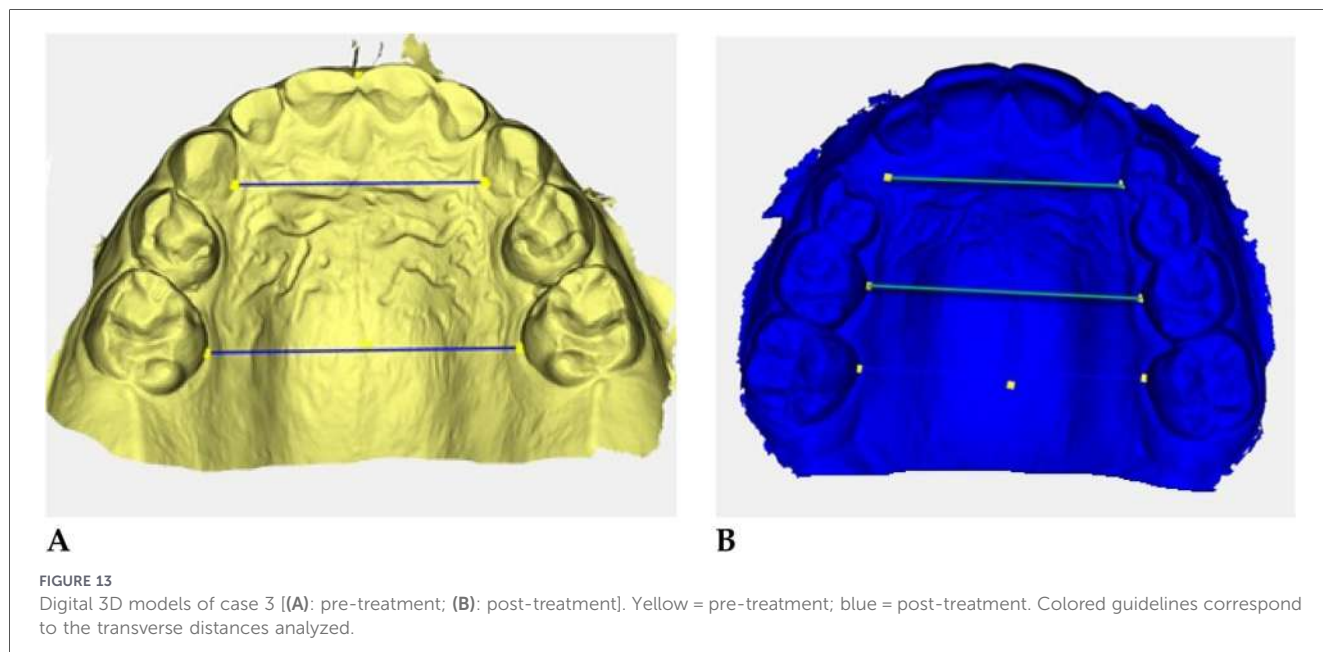 A
B
FIGURE 13
Digital 3D models of case 3 [(A): pre-treatment; (B): post-treatment]. Yellow = pre-treatment; blue = post-treatment. Colored guidelines correspond
to the transverse distances analyzed.